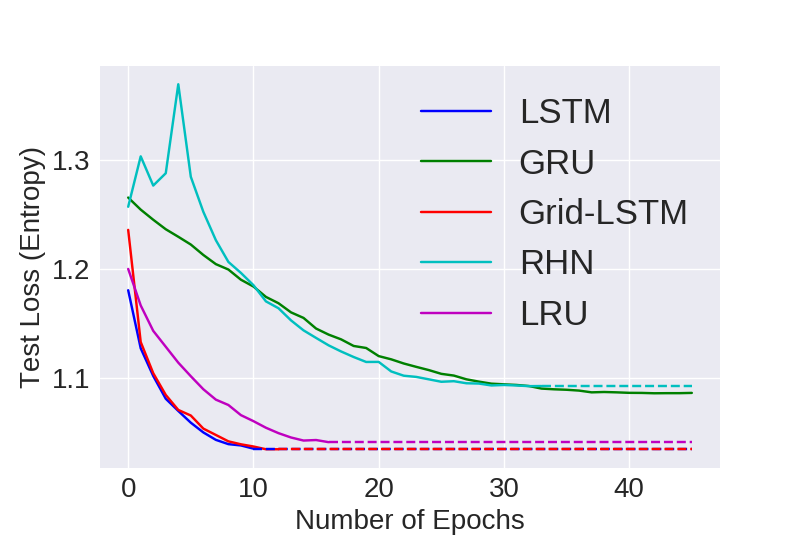 Test Loss (Entropy)
1.3
1.2
1.1
LSTM
GRU
Grid-LSTM
RHN
LRU
0 10 20 30 40
Number of Epochs